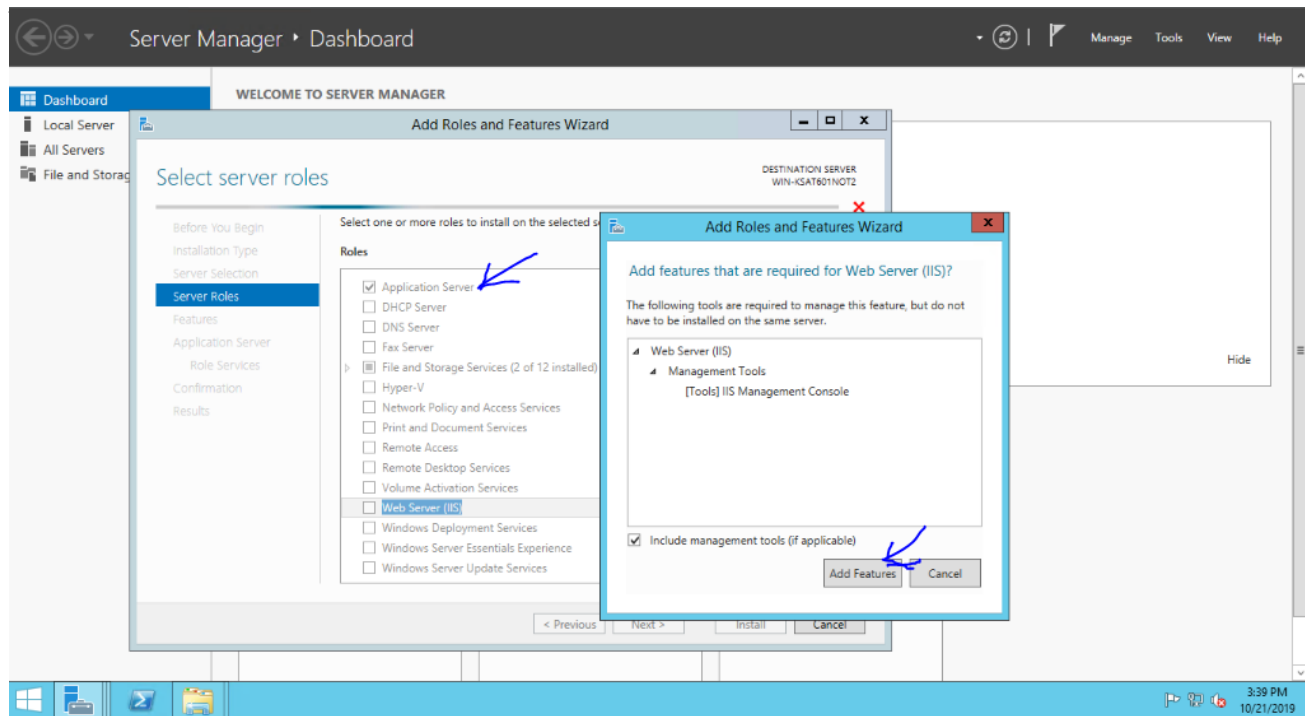 Server Manager ‣ Dashboard
Manage Tools View Help
Dashboard
Local Server
All Servers
File and Storag
WELCOME TO SERVER MANAGER
Add Roles and Features Wizard
Select server roles
DESTINATION SERVER
WIN-KSAT601NOT2
Before You Begin
Installation Type
Server Selection
Server Roles
Features
Application Server
Role Services
Confirmation
Results
Select one or more roles to install on the selected s
Roles
Application Server
DHCP Server
DNS Server
Fax Server
File and Storage Services (2 of 12 installed)
Hyper-V
Network Policy and Access Services
Print and Document Services
Remote Access
Remote Desktop Services
Volume Activation Services
Web Server (IIS)
Windows Deployment Services
Windows Server Essentials Experience
Windows Server Update Services
< Previous Next > Install Cancel
Add Roles and Features Wizard
Add features that are required for Web Server (IIS)?
The following tools are required to manage this feature, but do not
have to be installed on the same server.
Web Server (IIS)
Management Tools
[Tools] IIS Management Console
Include management tools (if applicable)
Add Features Cancel
Hide
3:39 PM
10/21/2019